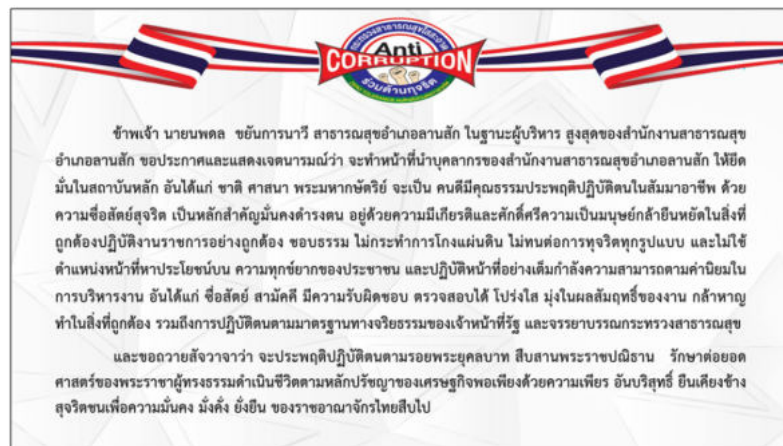 กระทรวงสาธารณสุขใสสะอาด
Anti
CORRUPTION
ร่วมต้านทุจริต
ข้าพเจ้า นายนพดล ขยันการนาวี สาธารณสุขอำเภอลานสัก ในฐานะผู้บริหาร สูงสุดของสำนักงานสาธารณสุข
อำเภอลานสัก ขอประกาศและแสดงเจตนารมณ์ว่า จะทำหน้าที่นำบุคลากรของสำนักงานสาธารณสุขอำเภอลานสัก ให้ยึด
มั่นในสถาบันหลัก อันได้แก่ ชาติ ศาสนา พระมหากษัตริย์ จะเป็น คนดีมีคุณธรรมประพฤติปฏิบัติตนในสัมมาอาชีพ ด้วย
ความซื่อสัตย์สุจริต เป็นหลักสำคัญมั่นคงดำรงตน อยู่ด้วยความมีเกียรติและศักดิ์ศรีความเป็นมนุษย์กล้ายืนหยัดในสิ่งที่
ถูกต้องปฏิบัติงานราชการอย่างถูกต้อง ชอบธรรม ไม่กระทำการโกงแผ่นดิน ไม่ทนต่อการทุจริตทุกรูปแบบ และไม่ใช้
ตำแหน่งหน้าที่หาประโยชน์บน ความทุกข์ยากของประชาชน และปฏิบัติหน้าที่อย่างเต็มกำลังความสามารถตามค่านิยมใน
การบริหารงาน อันได้แก่ ซื่อสัตย์ สามัคคี มีความรับผิดชอบ ตรวจสอบได้ โปร่งใส มุ่งในผลสัมฤทธิ์ของงาน กล้าหาญ
ทำในสิ่งที่ถูกต้อง รวมถึงการปฏิบัติตนตามมาตรฐานทางจริยธรรมของเจ้าหน้าที่รัฐ และจรรยาบรรณกระทรวงสาธารณสุข
และขอถวายสัจวาจาว่า จะประพฤติปฏิบัติตนตามรอยพระยุคลบาท สืบสานพระราชปณิธาน รักษาต่อยอด
ศาสตร์ของพระราชาผู้ทรงธรรมดำเนินชีวิตตามหลักปรัชญาของเศรษฐกิจพอเพียงด้วยความเพียร อันบริสุทธิ์ ยืนเคียงข้าง
สุจริตชนเพื่อความมั่นคง มั่งคั่ง ยั่งยืน ของราชอาณาจักรไทยสืบไป